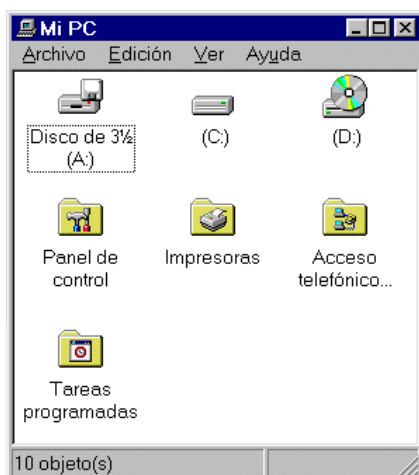 Mi PC
Archivo Edición Ver Ayuda
Disco de 3½ (C:) (D:)
(A:)
Panel de Impresoras Acceso
control telefónico...
Tareas
programadas
10 objeto(s)